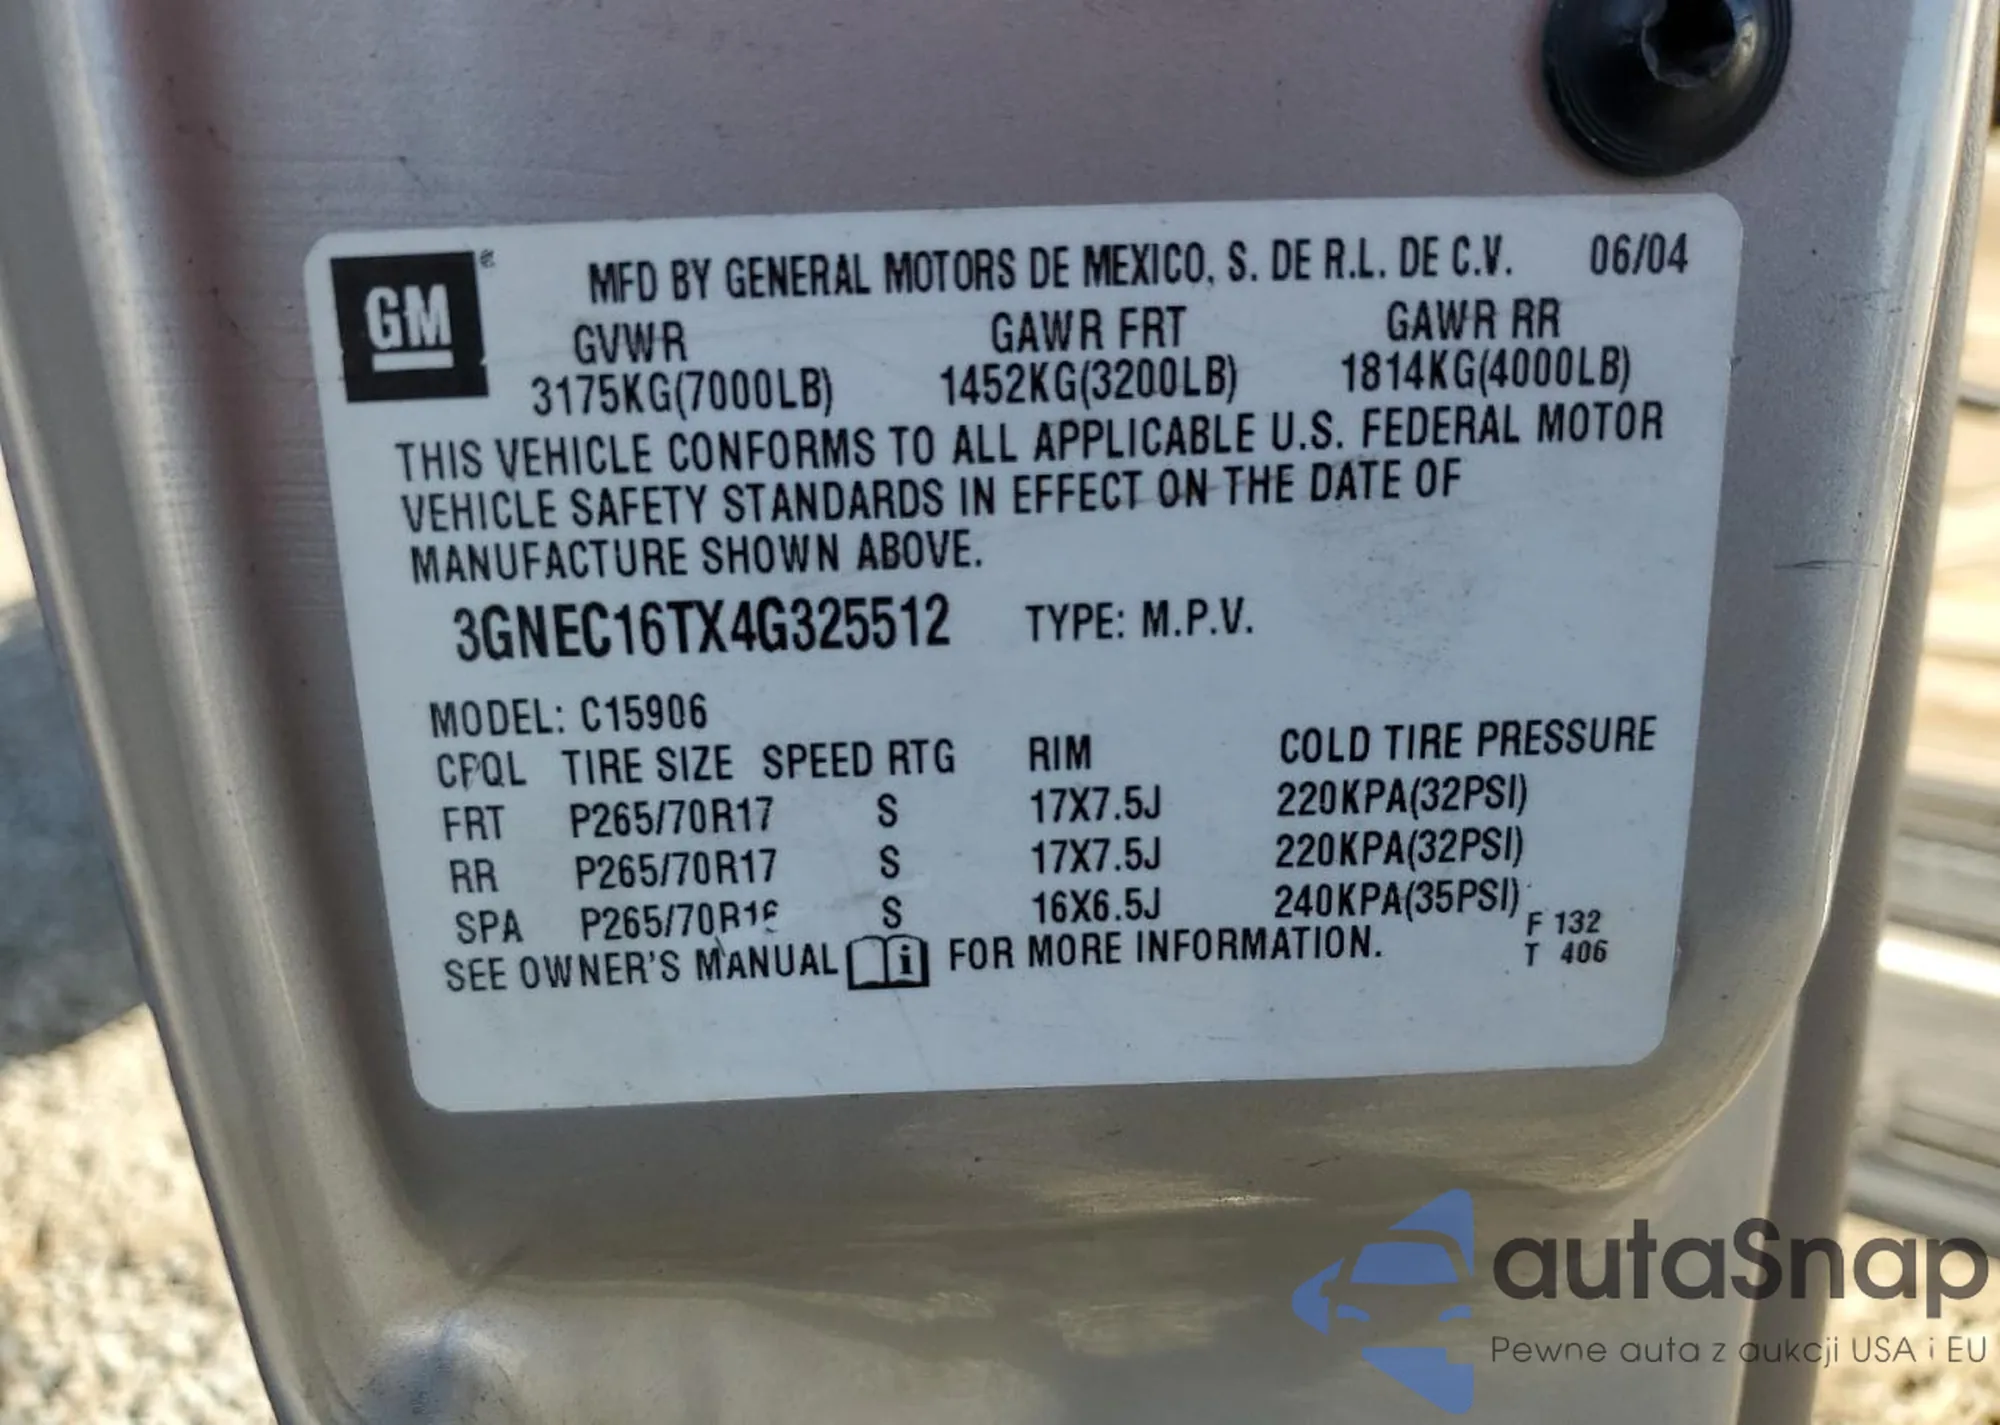 GM
MFD BY GENERAL MOTORS DE MEXICO, S. DE R.L. DE C.V. 06/04
GVWR GAWR FRT GAWR RR
3175KG(7000LB) 1452KG(3200LB) 1814KG(4000LB)
THIS VEHICLE CONFORMS TO ALL APPLICABLE U.S. FEDERAL MOTOR
VEHICLE SAFETY STANDARDS IN EFFECT ON THE DATE OF
MANUFACTURE SHOWN ABOVE.
3GNEC16TX4G325512 TYPE: M.P.V.
MODEL: C15906
TIRE SIZE SPEED RTG RIM COLD TIRE PRESSURE
FRT P265/70R17 S 17X7.5J 220KPA(32PSI)
RR P265/70R17 S 17X7.5J 220KPA(32PSI)
SPA P265/70R16 S 16X6.5J 240KPA(35PSI)
F 132
SEE OWNER'S MANUAL i FOR MORE INFORMATION.
T 406
autaSnap
Pewne auta z aukcji USA i EU